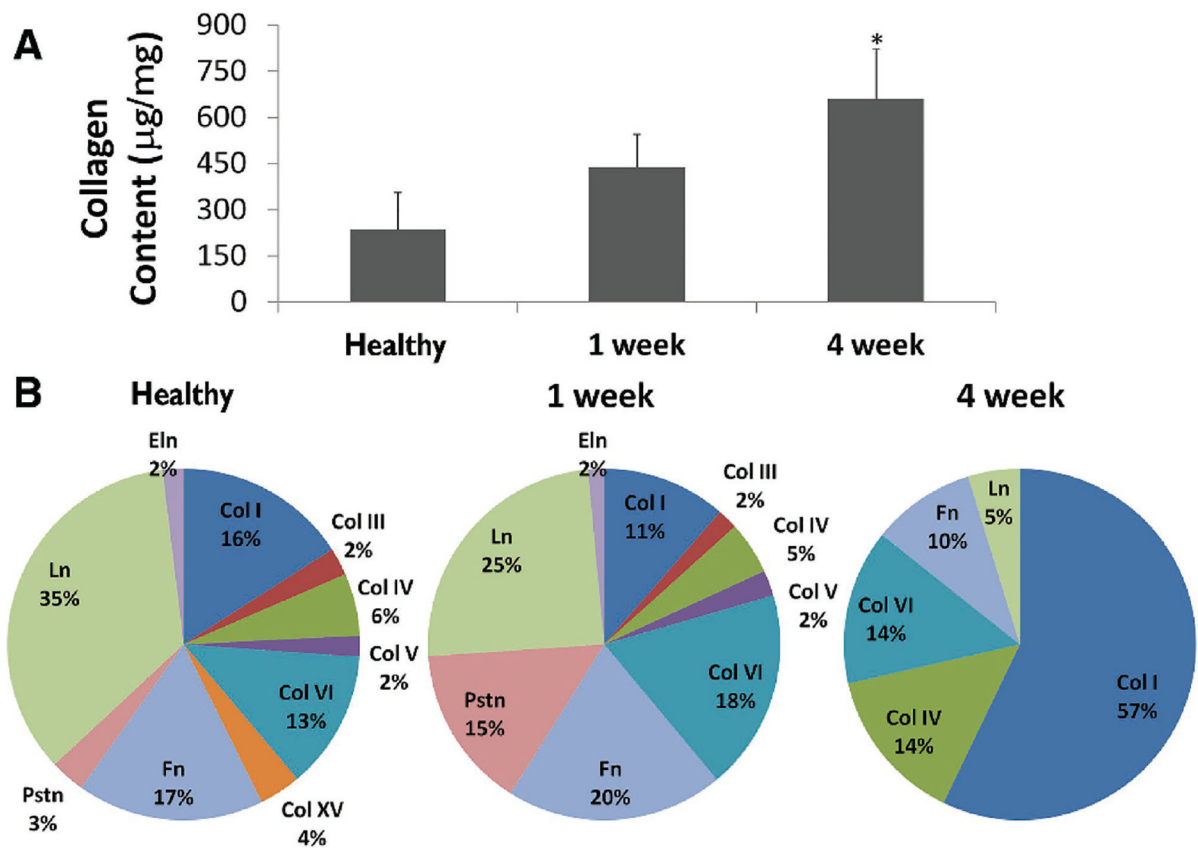 A
Collagen
Content (µg/mg)
900
750
600
450
300
150
0
*
Healthy
1 week
4 week
B
Healthy
Eln
2%
Col I
16%
Col III
2%
Col IV
6%
Col V
2%
Col VI
13%
Col XV
4%
Fn
17%
Pstn
3%
Ln
35%
1 week
Eln
2%
Col I
11%
Col III
2%
Col IV
5%
Col V
2%
Col VI
18%
Fn
20%
Pstn
15%
Ln
25%
4 week
Ln
5%
Fn
10%
Col VI
14%
Col IV
14%
Col I
57%